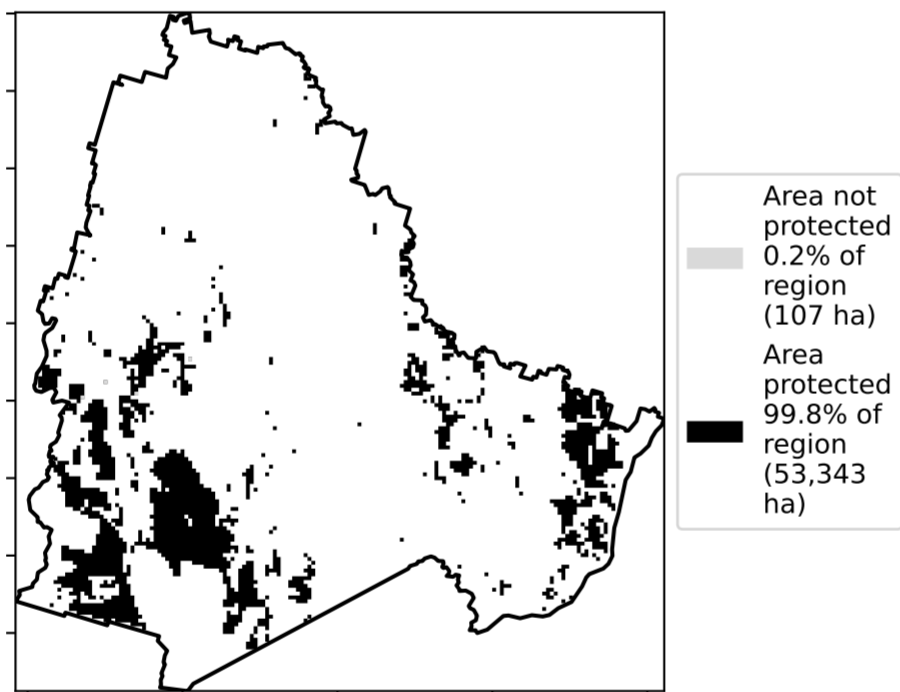 Area not
protected
0.2% of
region
(107 ha)
Area
protected
99.8% of
region
(53,343
ha)